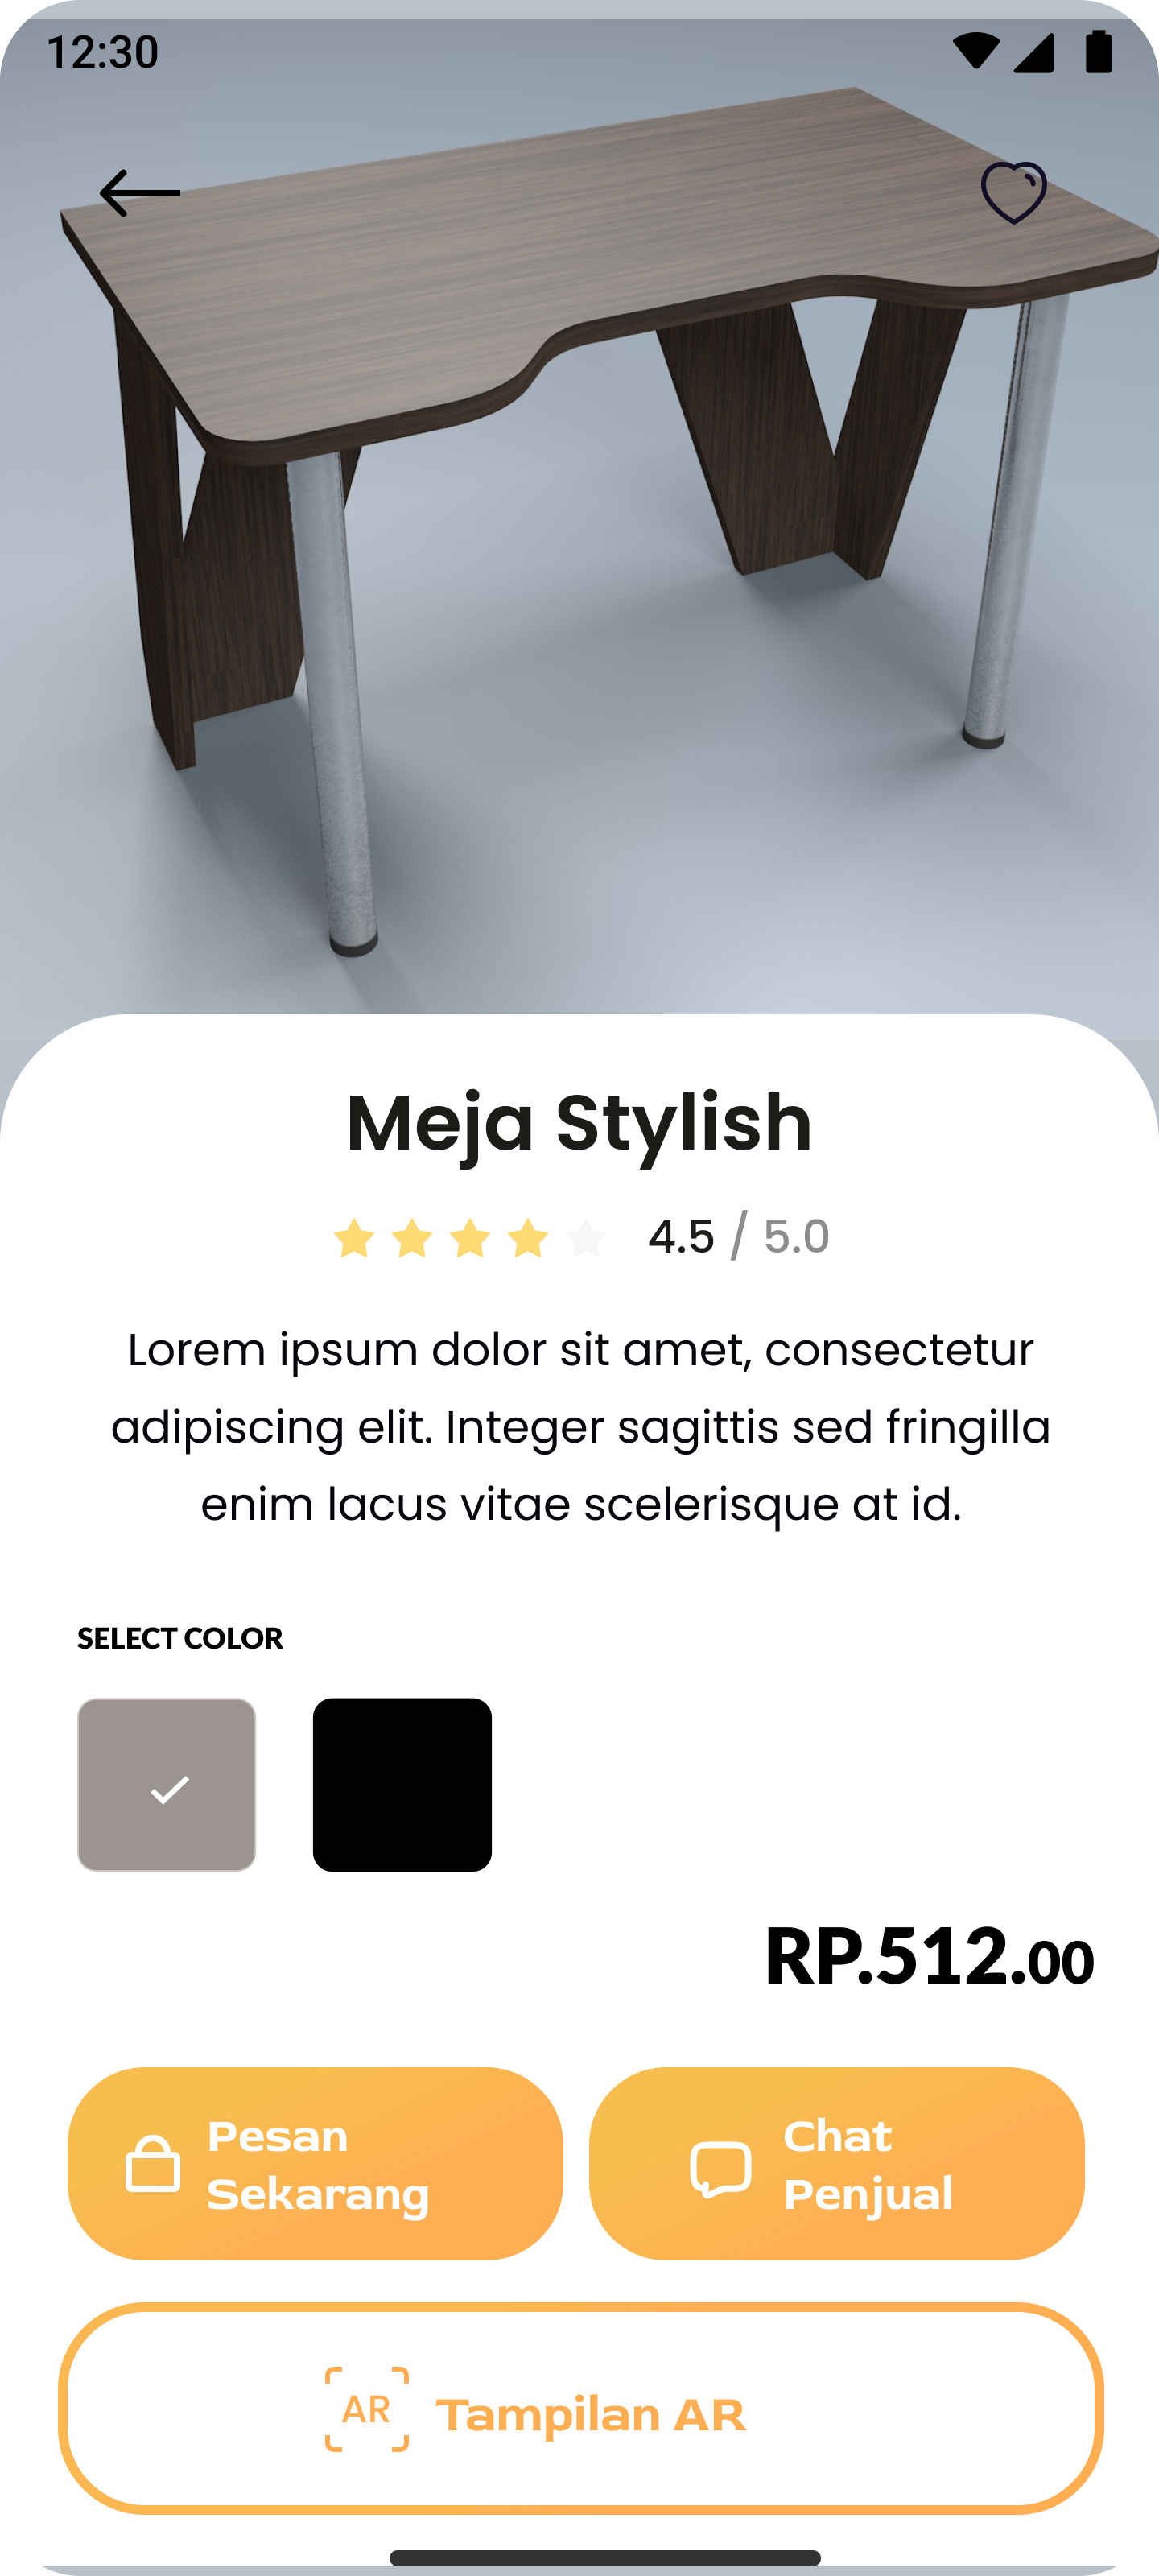 12:30
Meja Stylish
4.5 / 5.0
Lorem ipsum dolor sit amet, consectetur
adipiscing elit. Integer sagittis sed fringilla
enim lacus vitae scelerisque at id.
SELECT COLOR
RP.512.00
Pesan
Sekarang
Chat
Penjual
AR Tampilan AR